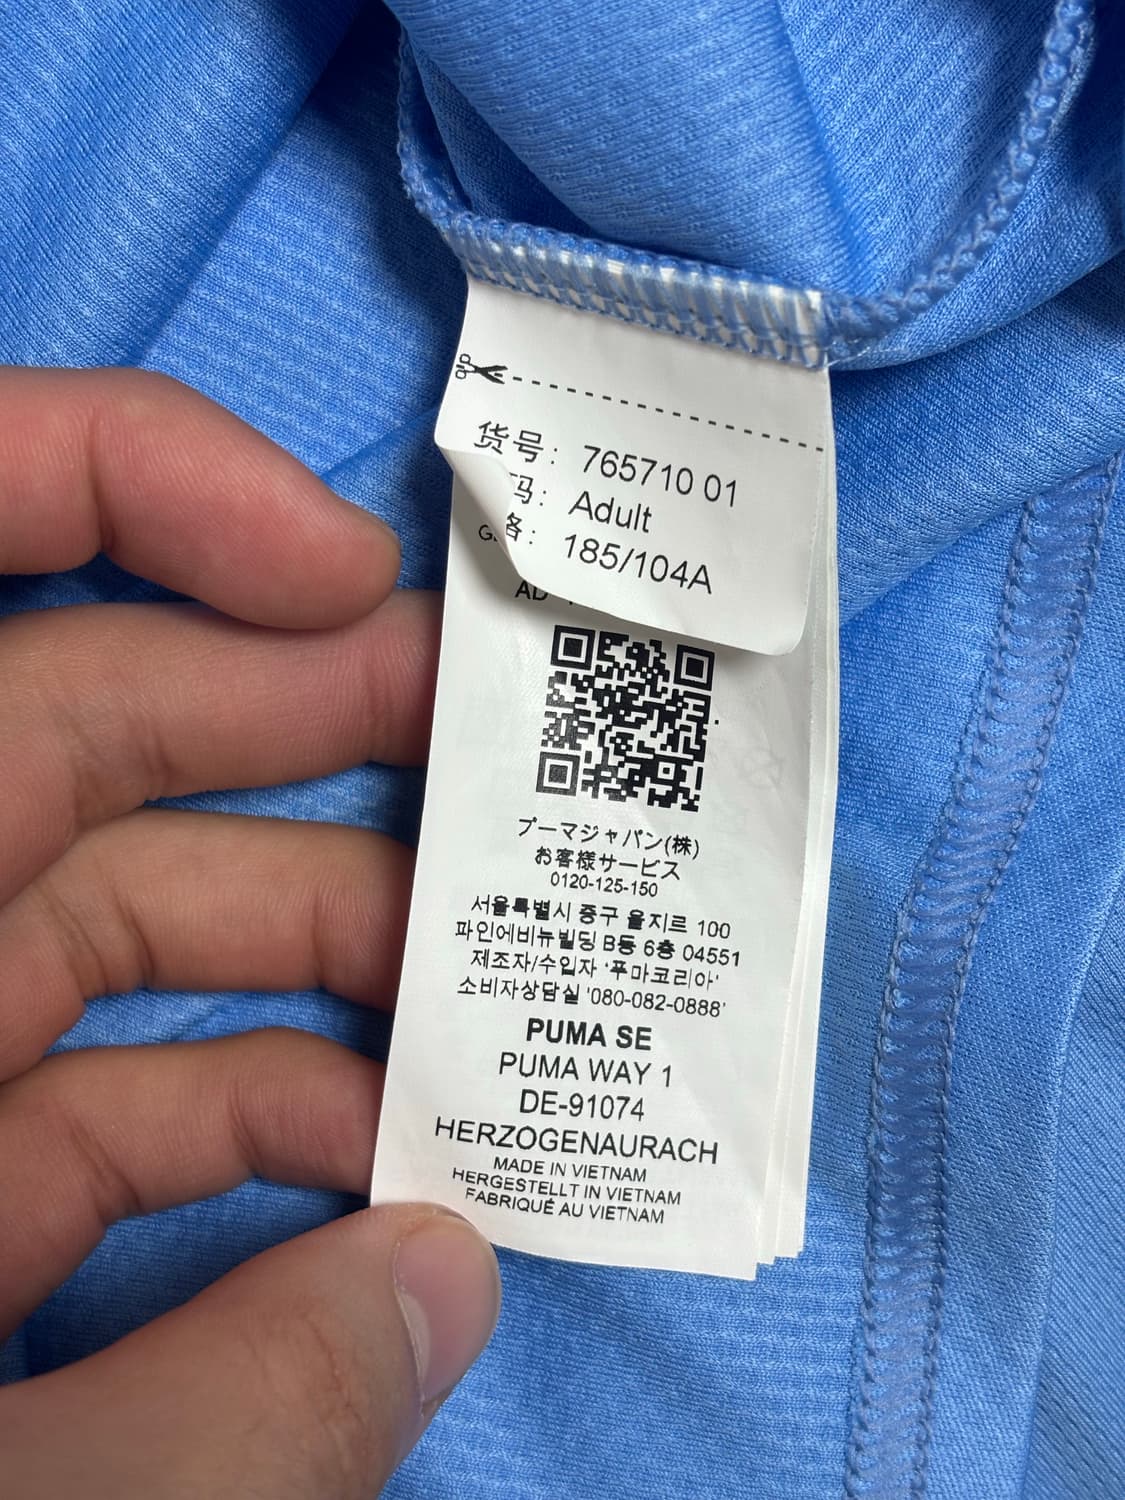 货号: 765710 01
码: Adult
格: 185/104A
プーマジャパン(株)
お客様サービス
0120-125-150
서울특별시 중구 을지로 100
파인에비뉴빌딩 B동 6층 04551
제조자/수입자 '푸마코리아'
소비자상담실 '080-082-0888'
PUMA SE
PUMA WAY 1
DE-91074
HERZOGENAURACH
MADE IN VIETNAM
HERGESTELLT IN VIETNAM
FABRIQUÉ AU VIETNAM